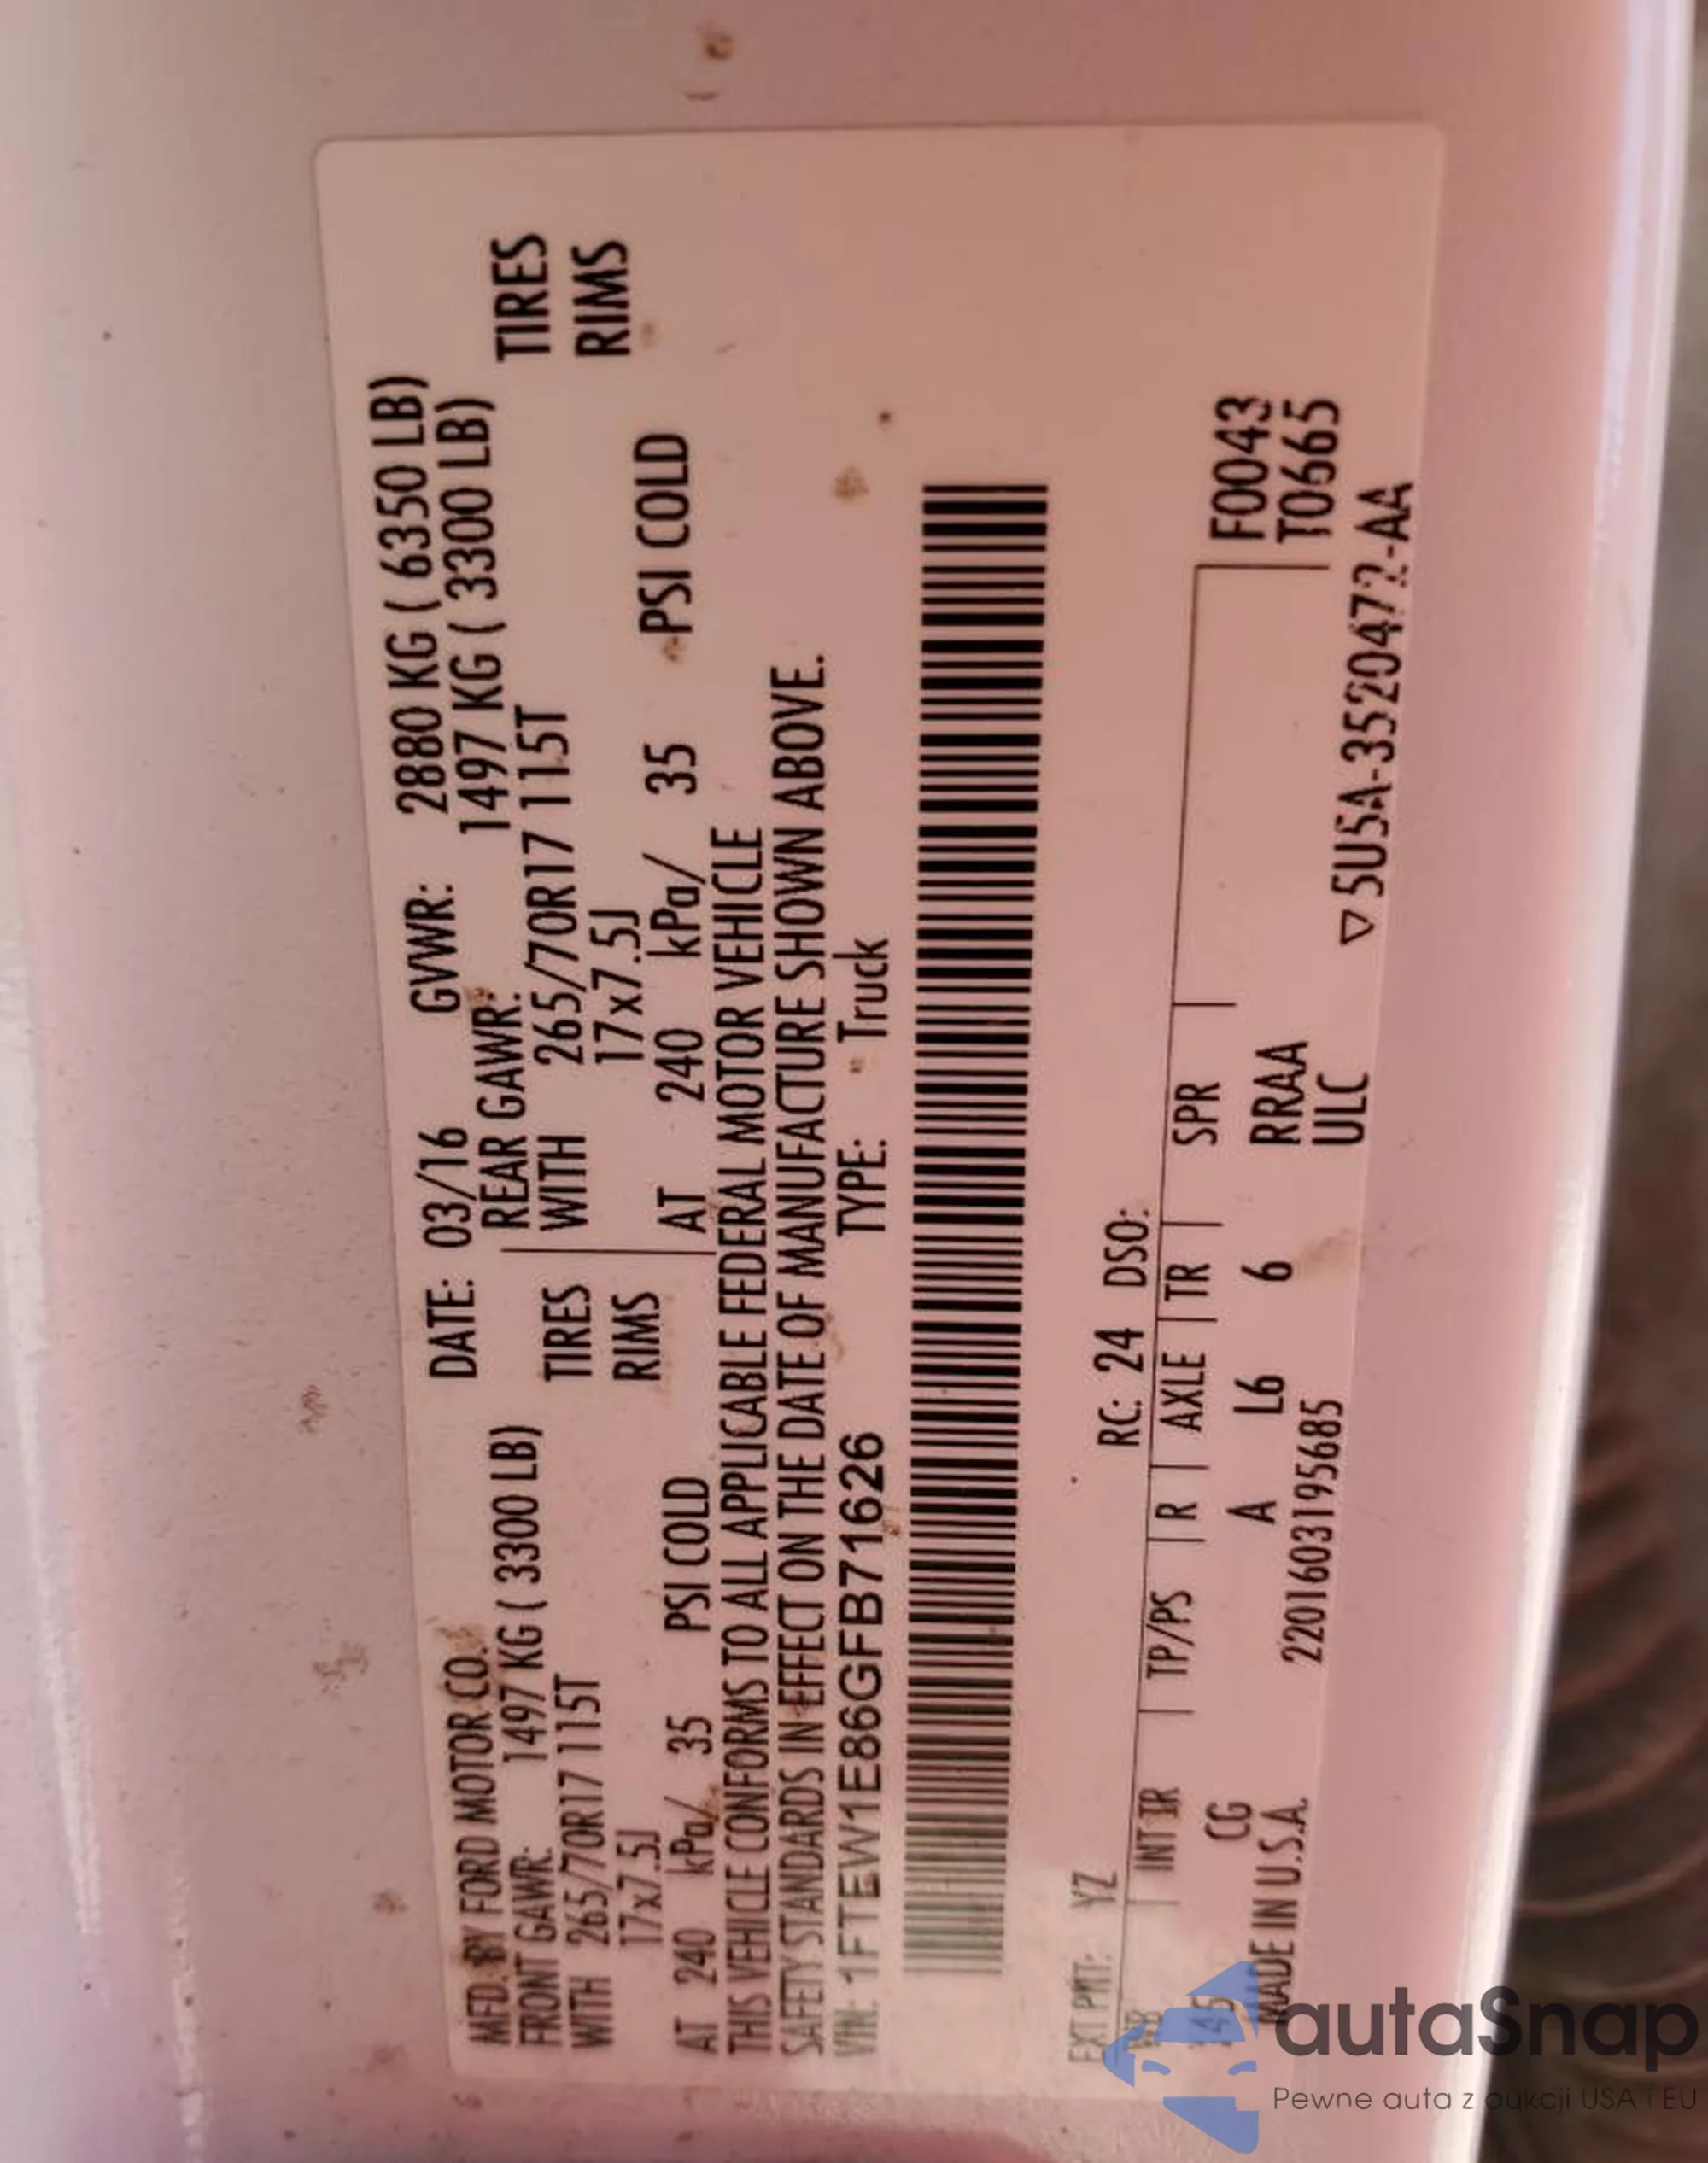 MFD. BY FORD MOTOR CO. DATE: 03/16 GVWR: 2880 KG ( 6350 LB)
FRONT GAWR: 1497 KG ( 3300 LB) REAR GAWR: 1497 KG ( 3300 LB)
WITH 265/70R17 115T TIRES WITH 265/70R17 115T TIRES
17x7.5J RIMS 17x7.5J RIMS
AT 240 kPa/ 35 PSI COLD AT 240 kPa/ 35 PSI COLD
THIS VEHICLE CONFORMS TO ALL APPLICABLE FEDERAL MOTOR VEHICLE
SAFETY STANDARDS IN EFFECT ON THE DATE OF MANUFACTURE SHOWN ABOVE.
VIN: 1FTEW1E86GFB71626 TYPE: Truck
EXT PNT: YZ RC: 24 DSO:
WB INT TR TP/PS R AXLE TR SPR F0043
145 CG A L6 6 RRAA T0665
MADE IN U.S.A. 2201603195685 ULC
▽5U5A-3520472-AA
autaSnap
Pewne auta z aukcji USA i EU